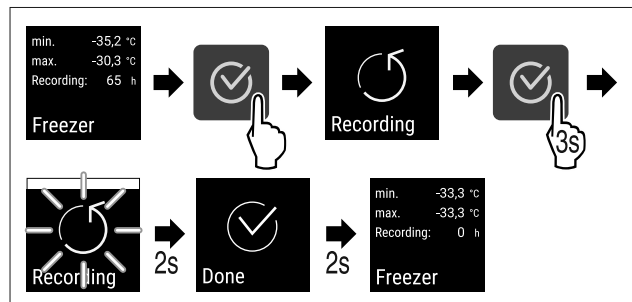 min. -35,2 °C
max. -30,3 °C
Recording: 65 h
Freezer
Recording
3s
Recording
2s
Done
2s
min. -33,3 °C
max. -33,3 °C
Recording: 0 h
Freezer